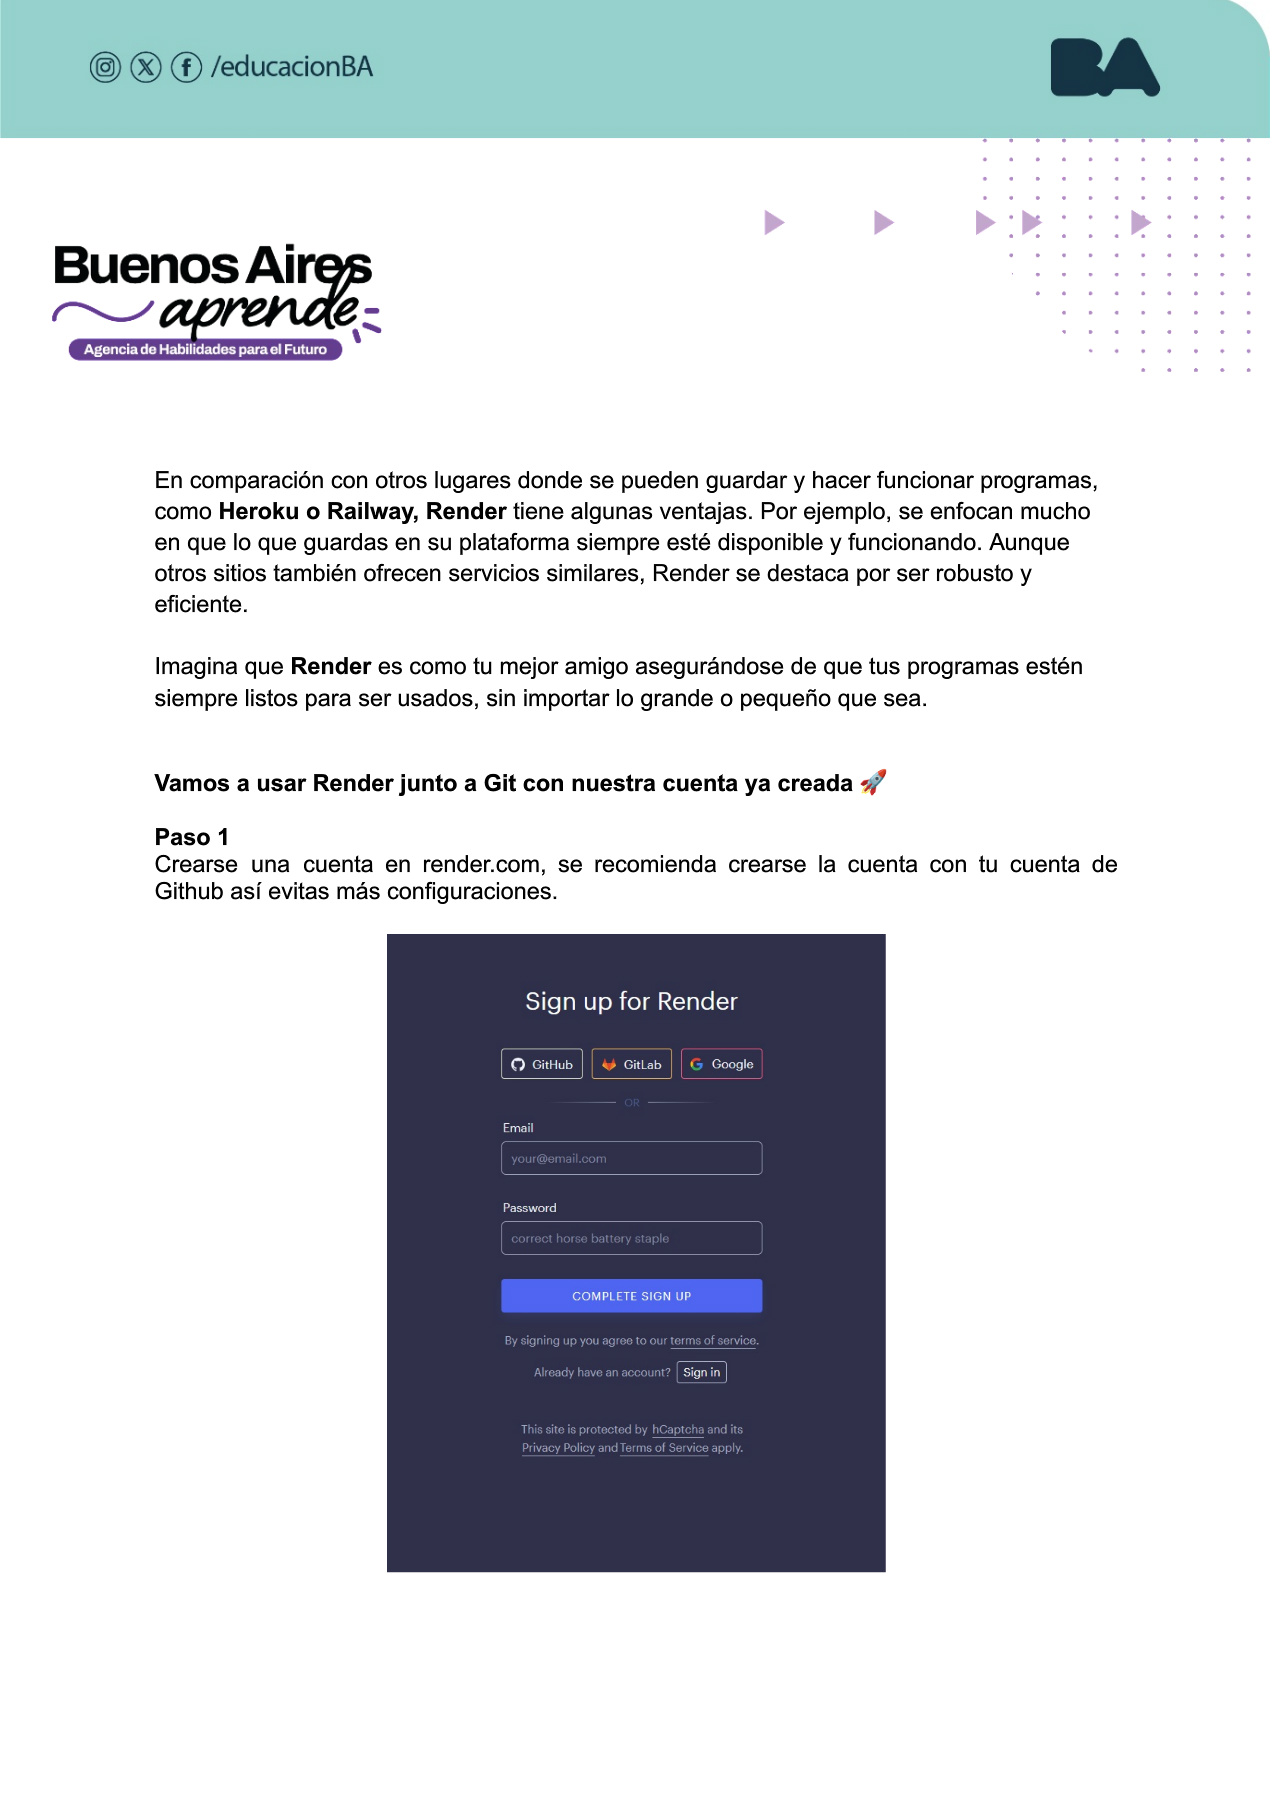 /educacionBA
BA
Buenos Aires
aprende
Agencia de Habilidades para el Futuro
En comparación con otros lugares donde se pueden guardar y hacer funcionar programas,
como Heroku o Railway, Render tiene algunas ventajas. Por ejemplo, se enfocan mucho
en que lo que guardas en su plataforma siempre esté disponible y funcionando. Aunque
otros sitios también ofrecen servicios similares, Render se destaca por ser robusto y
eficiente.
Imagina que Render es como tu mejor amigo asegurándose de que tus programas estén
siempre listos para ser usados, sin importar lo grande o pequeño que sea.
Vamos a usar Render junto a Git con nuestra cuenta ya creada 🚀
Paso 1
Crearse una cuenta en render.com, se recomienda crearse la cuenta con tu cuenta de
Github así evitas más configuraciones.
Sign up for Render
GitHub GitLab Google
OR
Email
your@email.com
Password
correct horse battery staple
COMPLETE SIGN UP
By signing up you agree to our terms of service.
Already have an account? Sign in
This site is protected by hCaptcha and its
Privacy Policy and Terms of Service apply.